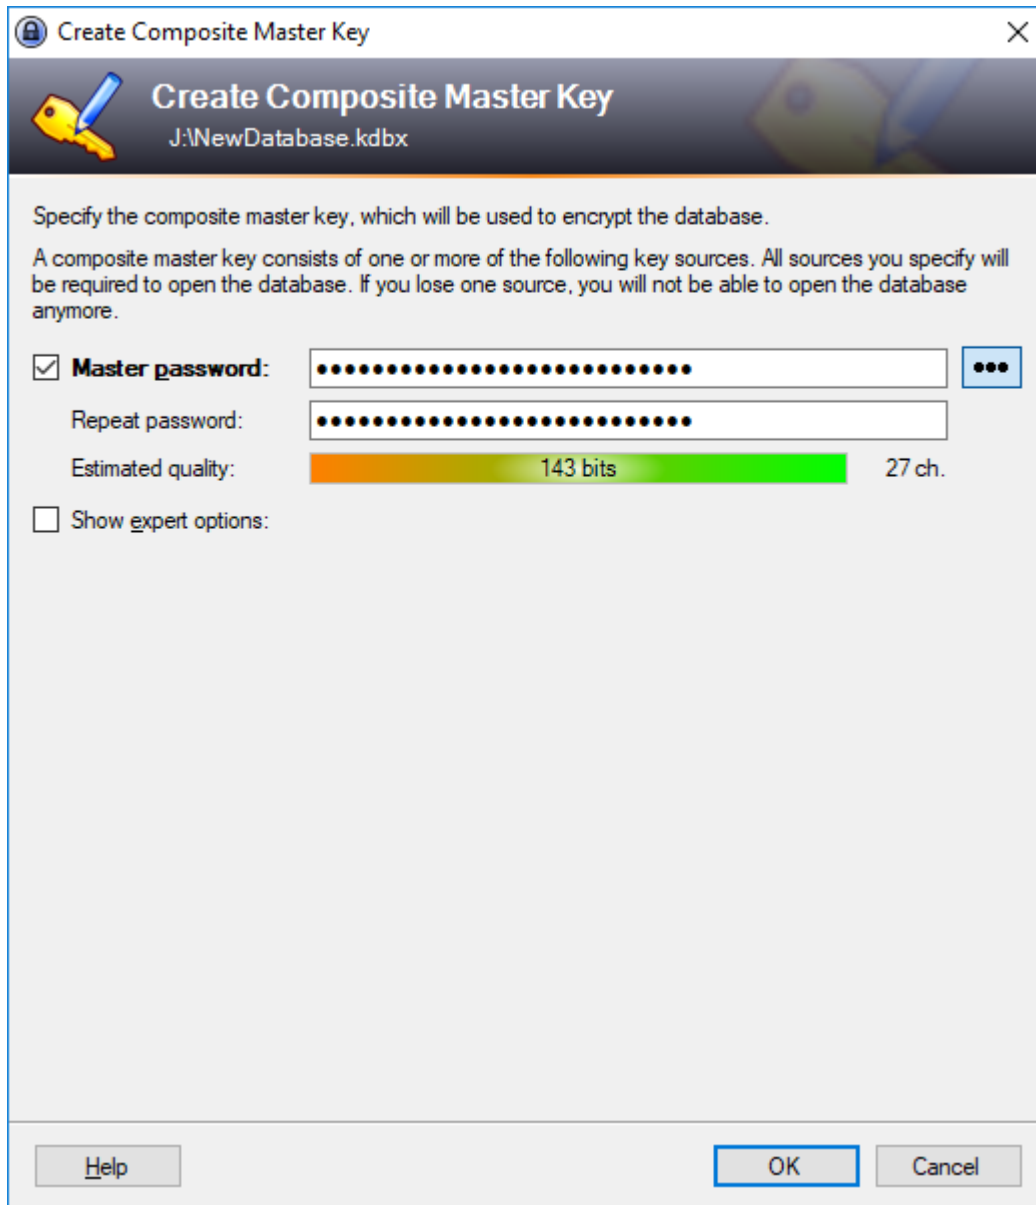 Create Composite Master Key
Create Composite Master Key
J:\NewDatabase.kdbx
Specify the composite master key, which will be used to encrypt the database.
A composite master key consists of one or more of the following key sources. All sources you specify will
be required to open the database. If you lose one source, you will not be able to open the database
anymore.
Master password: ●●●●●●●●●●●●●●●●●●●●●●●●●●● ●●●
Repeat password: ●●●●●●●●●●●●●●●●●●●●●●●●●●●
Estimated quality: 143 bits 27 ch.
Show expert options:
Help OK Cancel